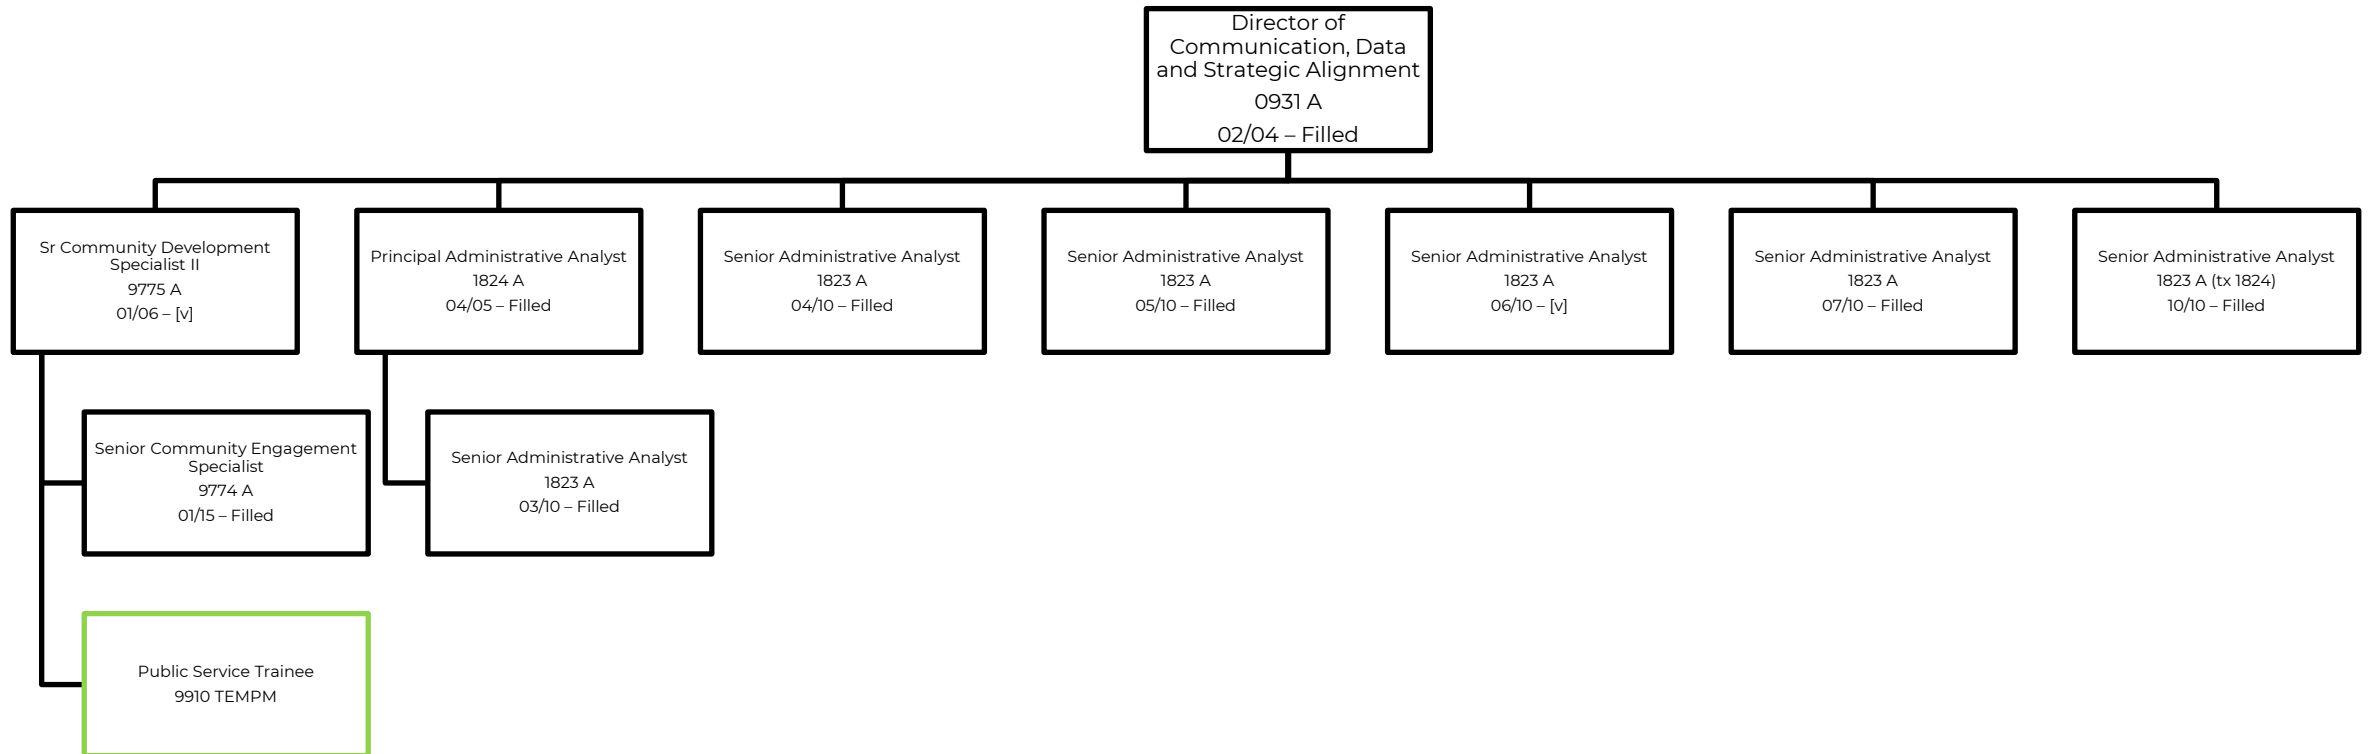 Director of
Communication, Data
and Strategic Alignment
0931 A
02/04 – Filled
Sr Community Development
Specialist II
9775 A
01/06 – [v]
Principal Administrative Analyst
1824 A
04/05 – Filled
Senior Administrative Analyst
1823 A
04/10 – Filled
Senior Administrative Analyst
1823 A
05/10 – Filled
Senior Administrative Analyst
1823 A
06/10 – [v]
Senior Administrative Analyst
1823 A
07/10 – Filled
Senior Administrative Analyst
1823 A (tx 1824)
10/10 – Filled
Senior Community Engagement
Specialist
9774 A
01/15 – Filled
Senior Administrative Analyst
1823 A
03/10 – Filled
Public Service Trainee
9910 TEMPM